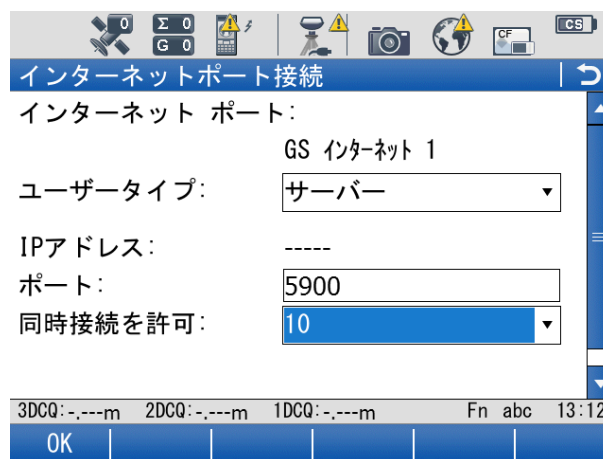 0
Σ 0
G 0
CF
CS
インターネットポート接続
インターネット ポート:
GS インターネット 1
ユーザータイプ: サーバー
IPアドレス: -----
ポート: 5900
同時接続を許可: 10
3DCQ:-.---m 2DCQ:-.---m 1DCQ:-.---m Fn abc 13:12
OK